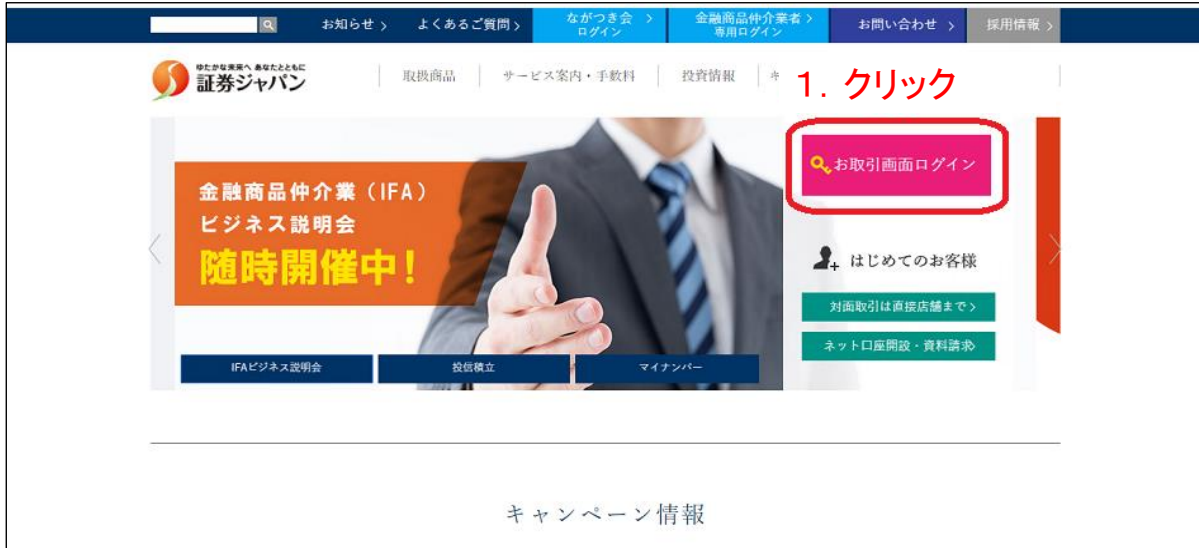 お知らせ >
よくあるご質問 >
ながつき会 >
ログイン
金融商品仲介業者 >
専用ログイン
お問い合わせ >
採用情報 >
ゆたかな未来へ あなたとともに
証券ジャパン
取扱商品
サービス案内・手数料
投資情報
1. クリック
お取引画面ログイン
金融商品仲介業(IFA)
ビジネス説明会
随時開催中!
はじめてのお客様
対面取引は直接店舗まで >
ネット口座開設・資料請求 >
IFAビジネス説明会
投信積立
マイナンバー
キャンペーン情報